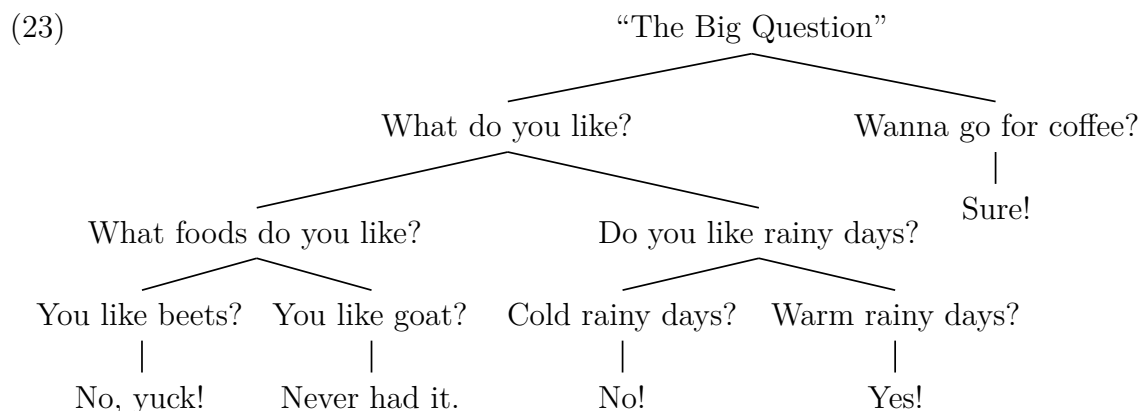 (23) “The Big Question”
What do you like? Wanna go for coffee?
Sure!
What foods do you like? Do you like rainy days?
You like beets? You like goat? Cold rainy days? Warm rainy days?
No, yuck! Never had it. No! Yes!